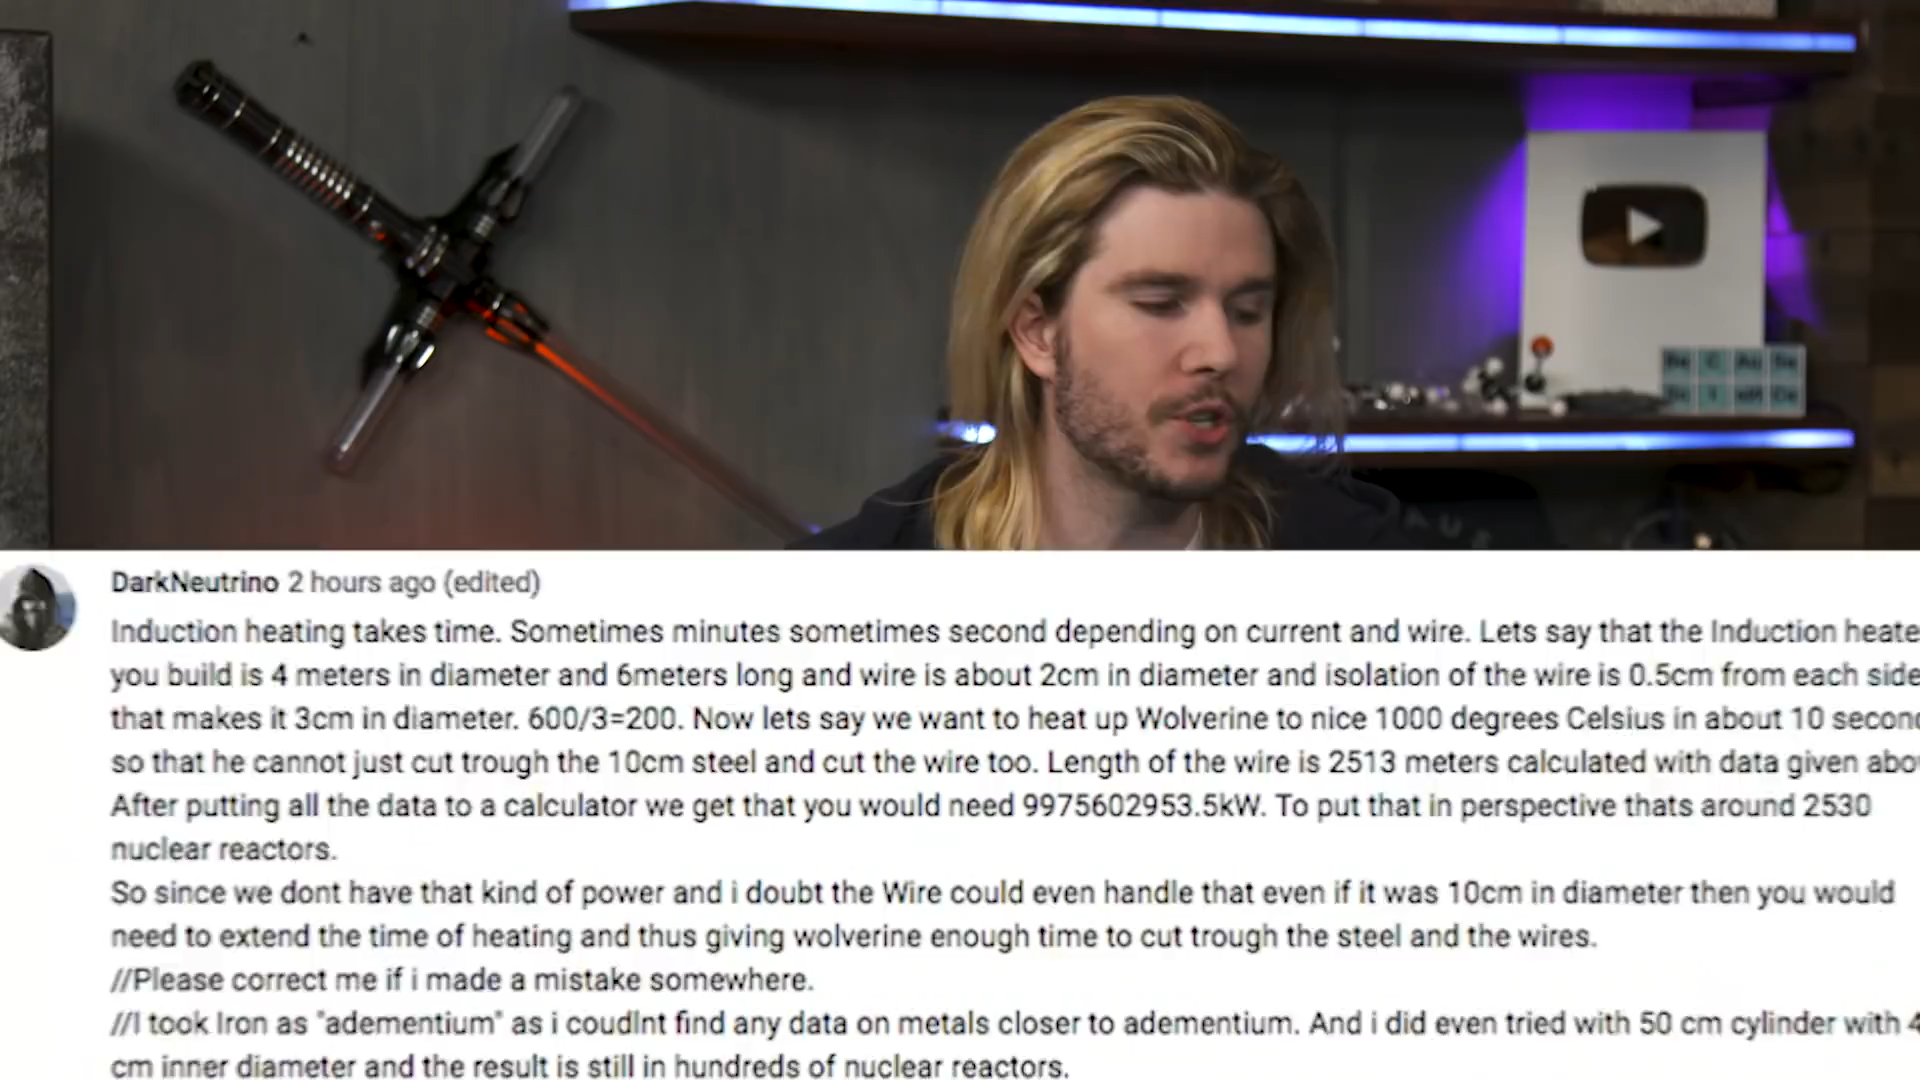 DarkNeutrino 2 hours ago (edited)
Induction heating takes time. Sometimes minutes sometimes second depending on current and wire. Lets say that the Induction heate
you build is 4 meters in diameter and 6meters long and wire is about 2cm in diameter and isolation of the wire is 0.5cm from each side
that makes it 3cm in diameter. 600/3=200. Now lets say we want to heat up Wolverine to nice 1000 degrees Celsius in about 10 second
so that he cannot just cut trough the 10cm steel and cut the wire too. Length of the wire is 2513 meters calculated with data given abov
After putting all the data to a calculator we get that you would need 9975602953.5kW. To put that in perspective thats around 2530
nuclear reactors.
So since we dont have that kind of power and i doubt the Wire could even handle that even if it was 10cm in diameter then you would
need to extend the time of heating and thus giving wolverine enough time to cut trough the steel and the wires.
//Please correct me if i made a mistake somewhere.
//I took Iron as "adementium" as i coudlnt find any data on metals closer to adementium. And i did even tried with 50 cm cylinder with 4
cm inner diameter and the result is still in hundreds of nuclear reactors.